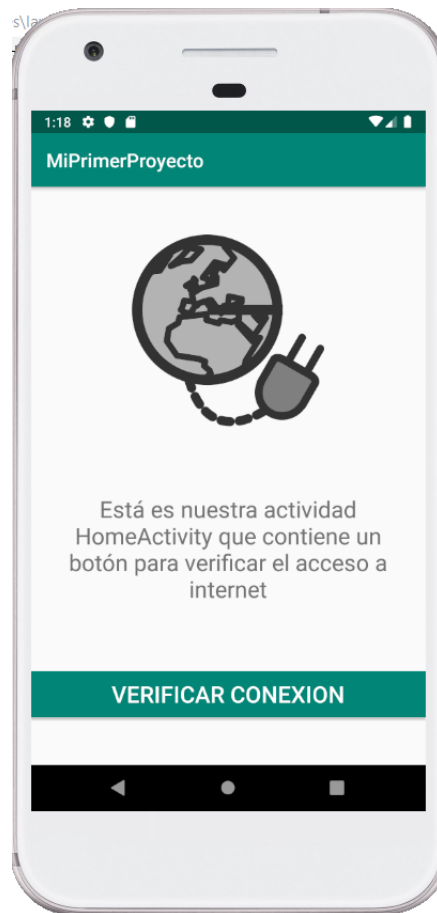 1:18
MiPrimerProyecto
Está es nuestra actividad
HomeActivity que contiene un
botón para verificar el acceso a
internet
VERIFICAR CONEXION